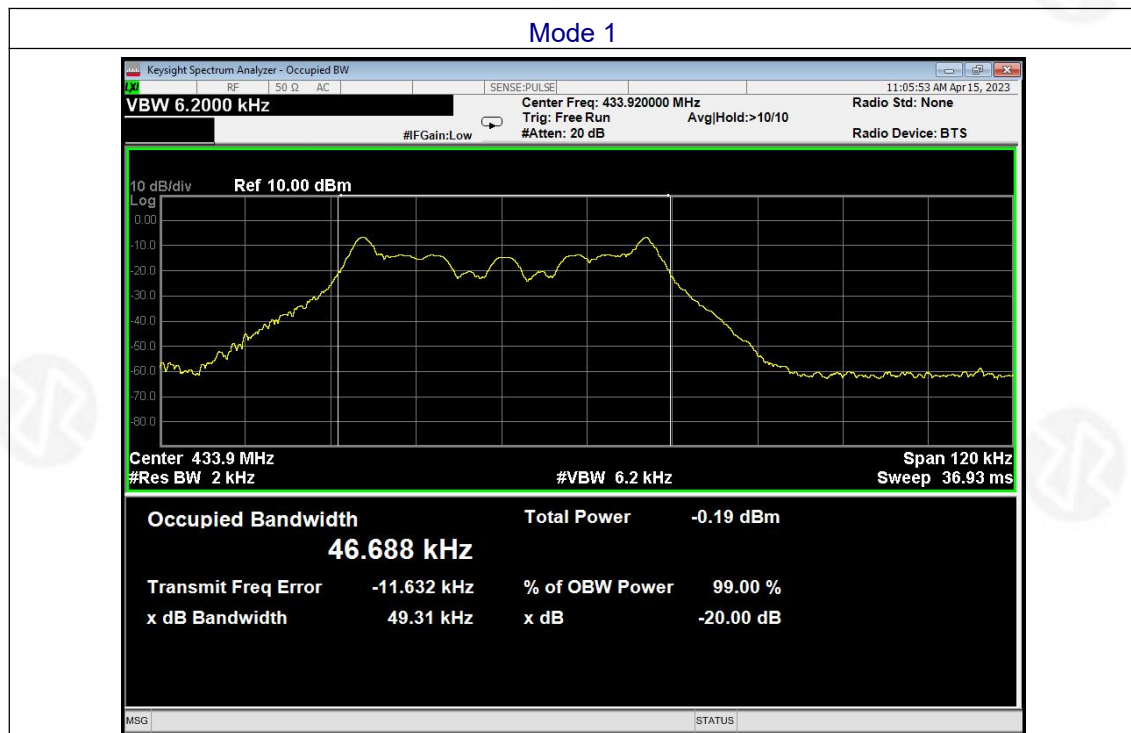 Mode 1
Keysight Spectrum Analyzer - Occupied BW
LXI RF 50 Ω AC SENSE:PULSE 11:05:53 AM Apr 15, 2023
VBW 6.2000 kHz Center Freq: 433.920000 MHz Radio Std: None
Trig: Free Run Avg|Hold:>10/10
#IFGain:Low #Atten: 20 dB Radio Device: BTS
10 dB/div Ref 10.00 dBm
Log
0.00
-10.0
-20.0
-30.0
-40.0
-50.0
-60.0
-70.0
-80.0
Center 433.9 MHz Span 120 kHz
#Res BW 2 kHz #VBW 6.2 kHz Sweep 36.93 ms
Occupied Bandwidth Total Power -0.19 dBm
46.688 kHz
Transmit Freq Error -11.632 kHz % of OBW Power 99.00 %
x dB Bandwidth 49.31 kHz x dB -20.00 dB
MSG STATUS